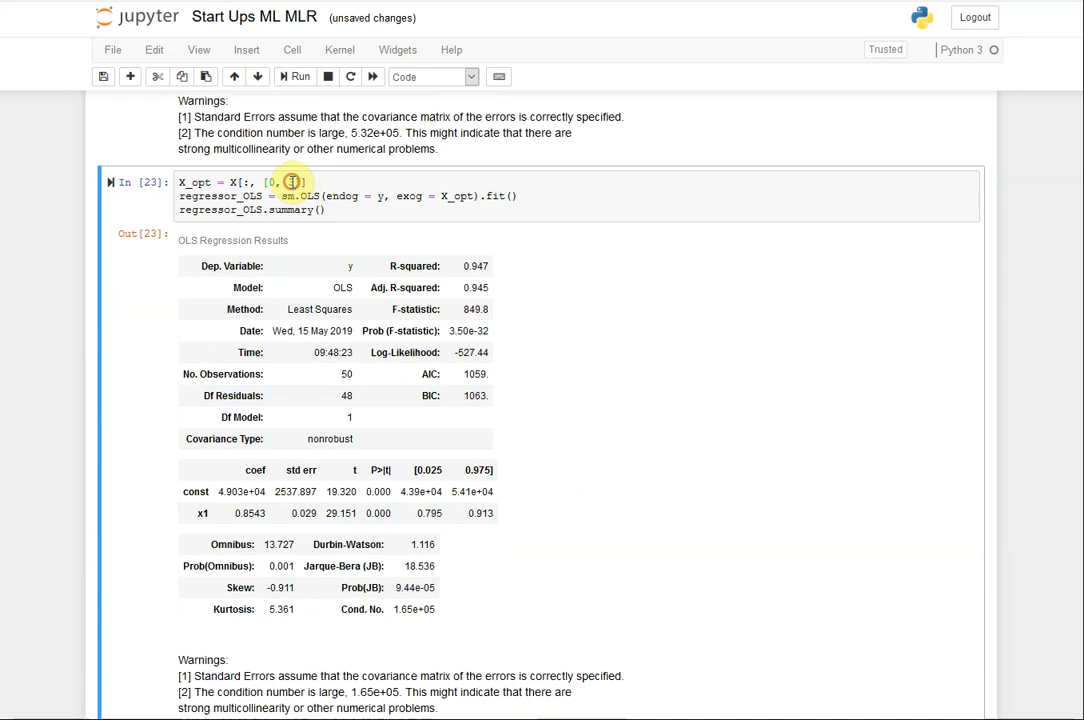 jupyter Start Ups ML MLR (unsaved changes) Logout
File Edit View Insert Cell Kernel Widgets Help Trusted Python 3
Run Code
Warnings:
[1] Standard Errors assume that the covariance matrix of the errors is correctly specified.
[2] The condition number is large, 5.32e+05. This might indicate that there are
strong multicollinearity or other numerical problems.
In [23]: X_opt = X[:, [0, 3]]
regressor_OLS = sm.OLS(endog = y, exog = X_opt).fit()
regressor_OLS.summary()
Out[23]: OLS Regression Results
Dep. Variable: y R-squared: 0.947
Model: OLS Adj. R-squared: 0.945
Method: Least Squares F-statistic: 849.8
Date: Wed, 15 May 2019 Prob (F-statistic): 3.50e-32
Time: 09:48:23 Log-Likelihood: -527.44
No. Observations: 50 AIC: 1059.
Df Residuals: 48 BIC: 1063.
Df Model: 1
Covariance Type: nonrobust
coef std err t P>|t| [0.025 0.975]
const 4.903e+04 2537.897 19.320 0.000 4.39e+04 5.41e+04
x1 0.8543 0.029 29.151 0.000 0.795 0.913
Omnibus: 13.727 Durbin-Watson: 1.116
Prob(Omnibus): 0.001 Jarque-Bera (JB): 18.536
Skew: -0.911 Prob(JB): 9.44e-05
Kurtosis: 5.361 Cond. No. 1.65e+05
Warnings:
[1] Standard Errors assume that the covariance matrix of the errors is correctly specified.
[2] The condition number is large, 1.65e+05. This might indicate that there are
strong multicollinearity or other numerical problems.